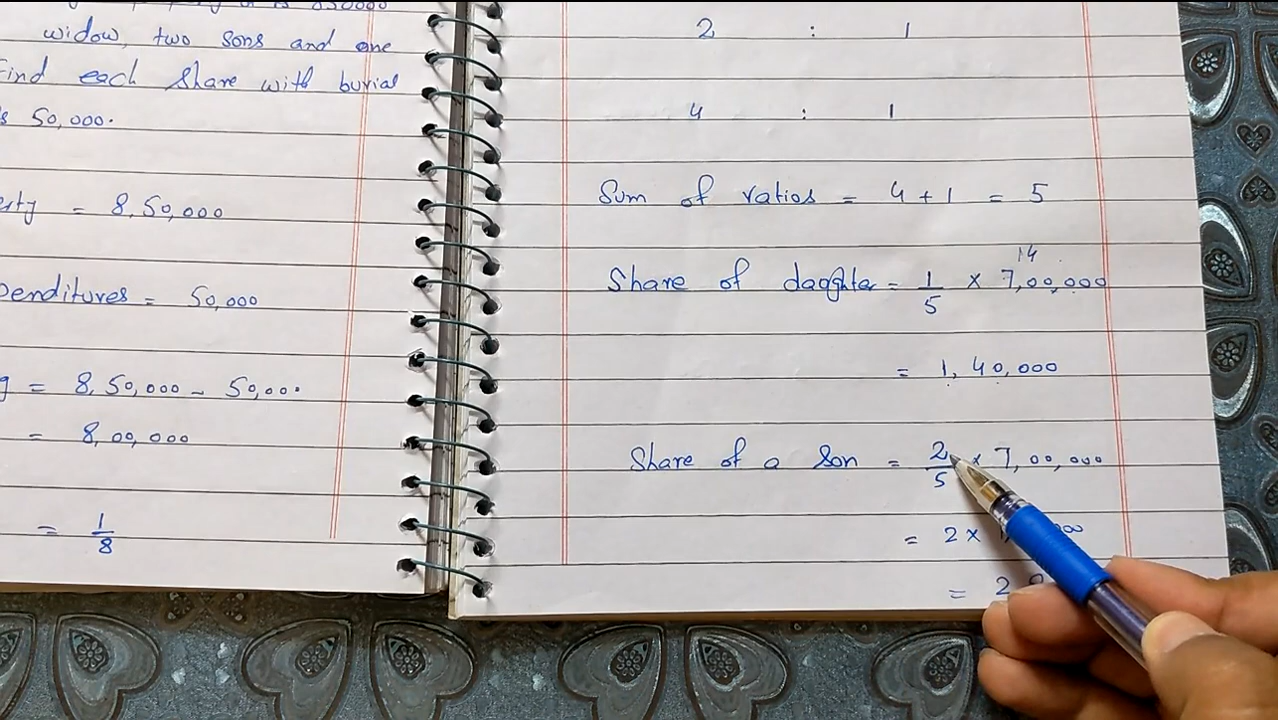 widow, two sons and one
Find each share with burial
50,000.
= 8,50,000
penditures = 50,000
= 8,50,000 - 50,000
= 8,00,000
= 1/8
2 : 1
4 : 1
Sum of ratios = 4 + 1 = 5
14
Share of daughter = 1/5 × 7,00,000
= 1,40,000
Share of a son = 2/5 × 7,00,000
= 2 ×
= 2